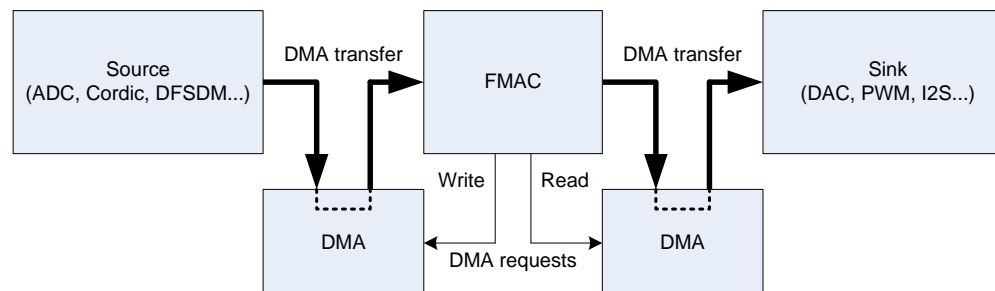 Source
(ADC, Cordic, DFSDM...)
DMA transfer
FMAC
DMA transfer
Sink
(DAC, PWM, I2S...)
Write
Read
DMA
DMA requests
DMA